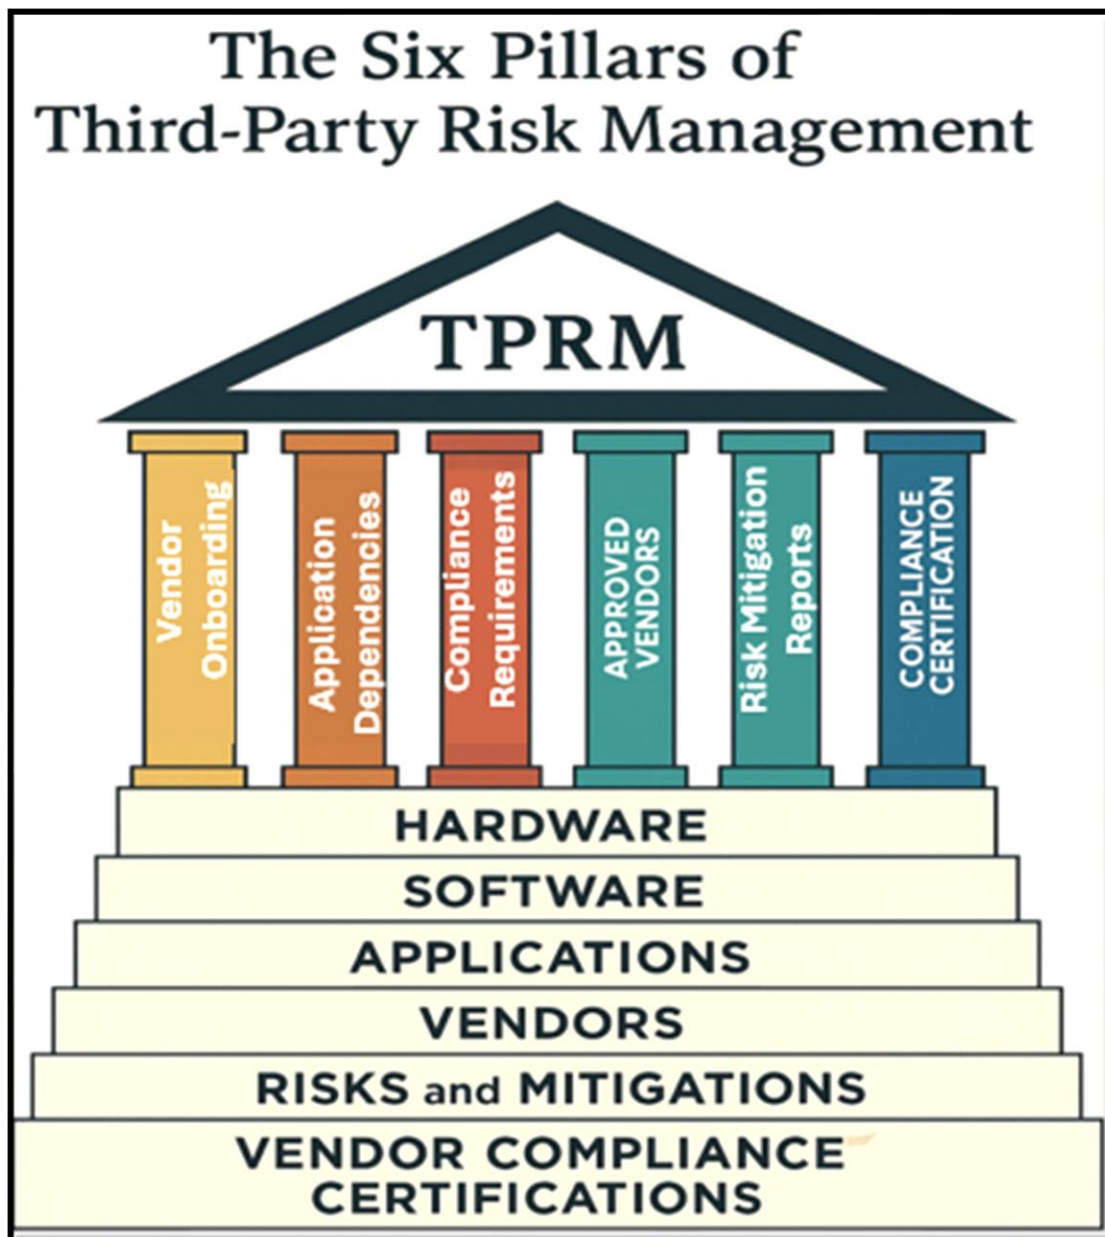 The Six Pillars of
Third-Party Risk Management
TPRM
Vendor
Onboarding
Application
Dependencies
Compliance
Requirements
APPROVED
VENDORS
Risk Mitigation
Reports
COMPLIANCE
CERTIFICATION
HARDWARE
SOFTWARE
APPLICATIONS
VENDORS
RISKS and MITIGATIONS
VENDOR COMPLIANCE
CERTIFICATIONS